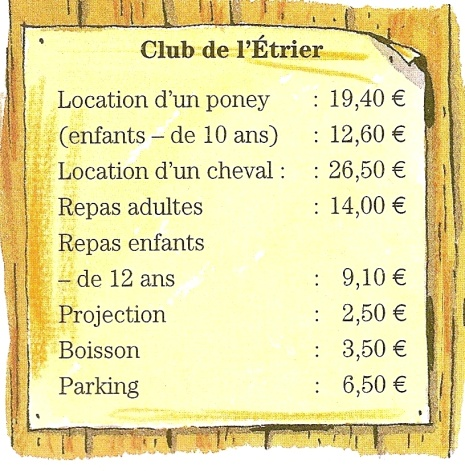 Club de l'Étrier
Location d'un poney : 19,40 €
(enfants – de 10 ans) : 12,60 €
Location d'un cheval : : 26,50 €
Repas adultes : 14,00 €
Repas enfants
– de 12 ans : 9,10 €
Projection : 2,50 €
Boisson : 3,50 €
Parking : 6,50 €